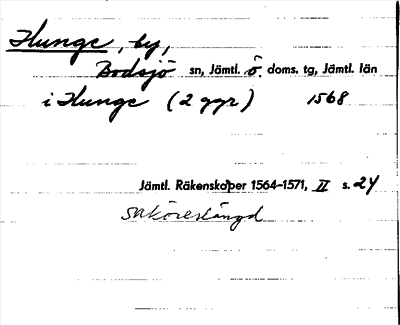 Hunge, by,
Bodsjö sn, Jämtl. ö. doms. tg, Jämtl. län
i Hunge (2 ggr) 1568
Jämtl. Räkenskaper 1564–1571, II s. 24
saköreslängd